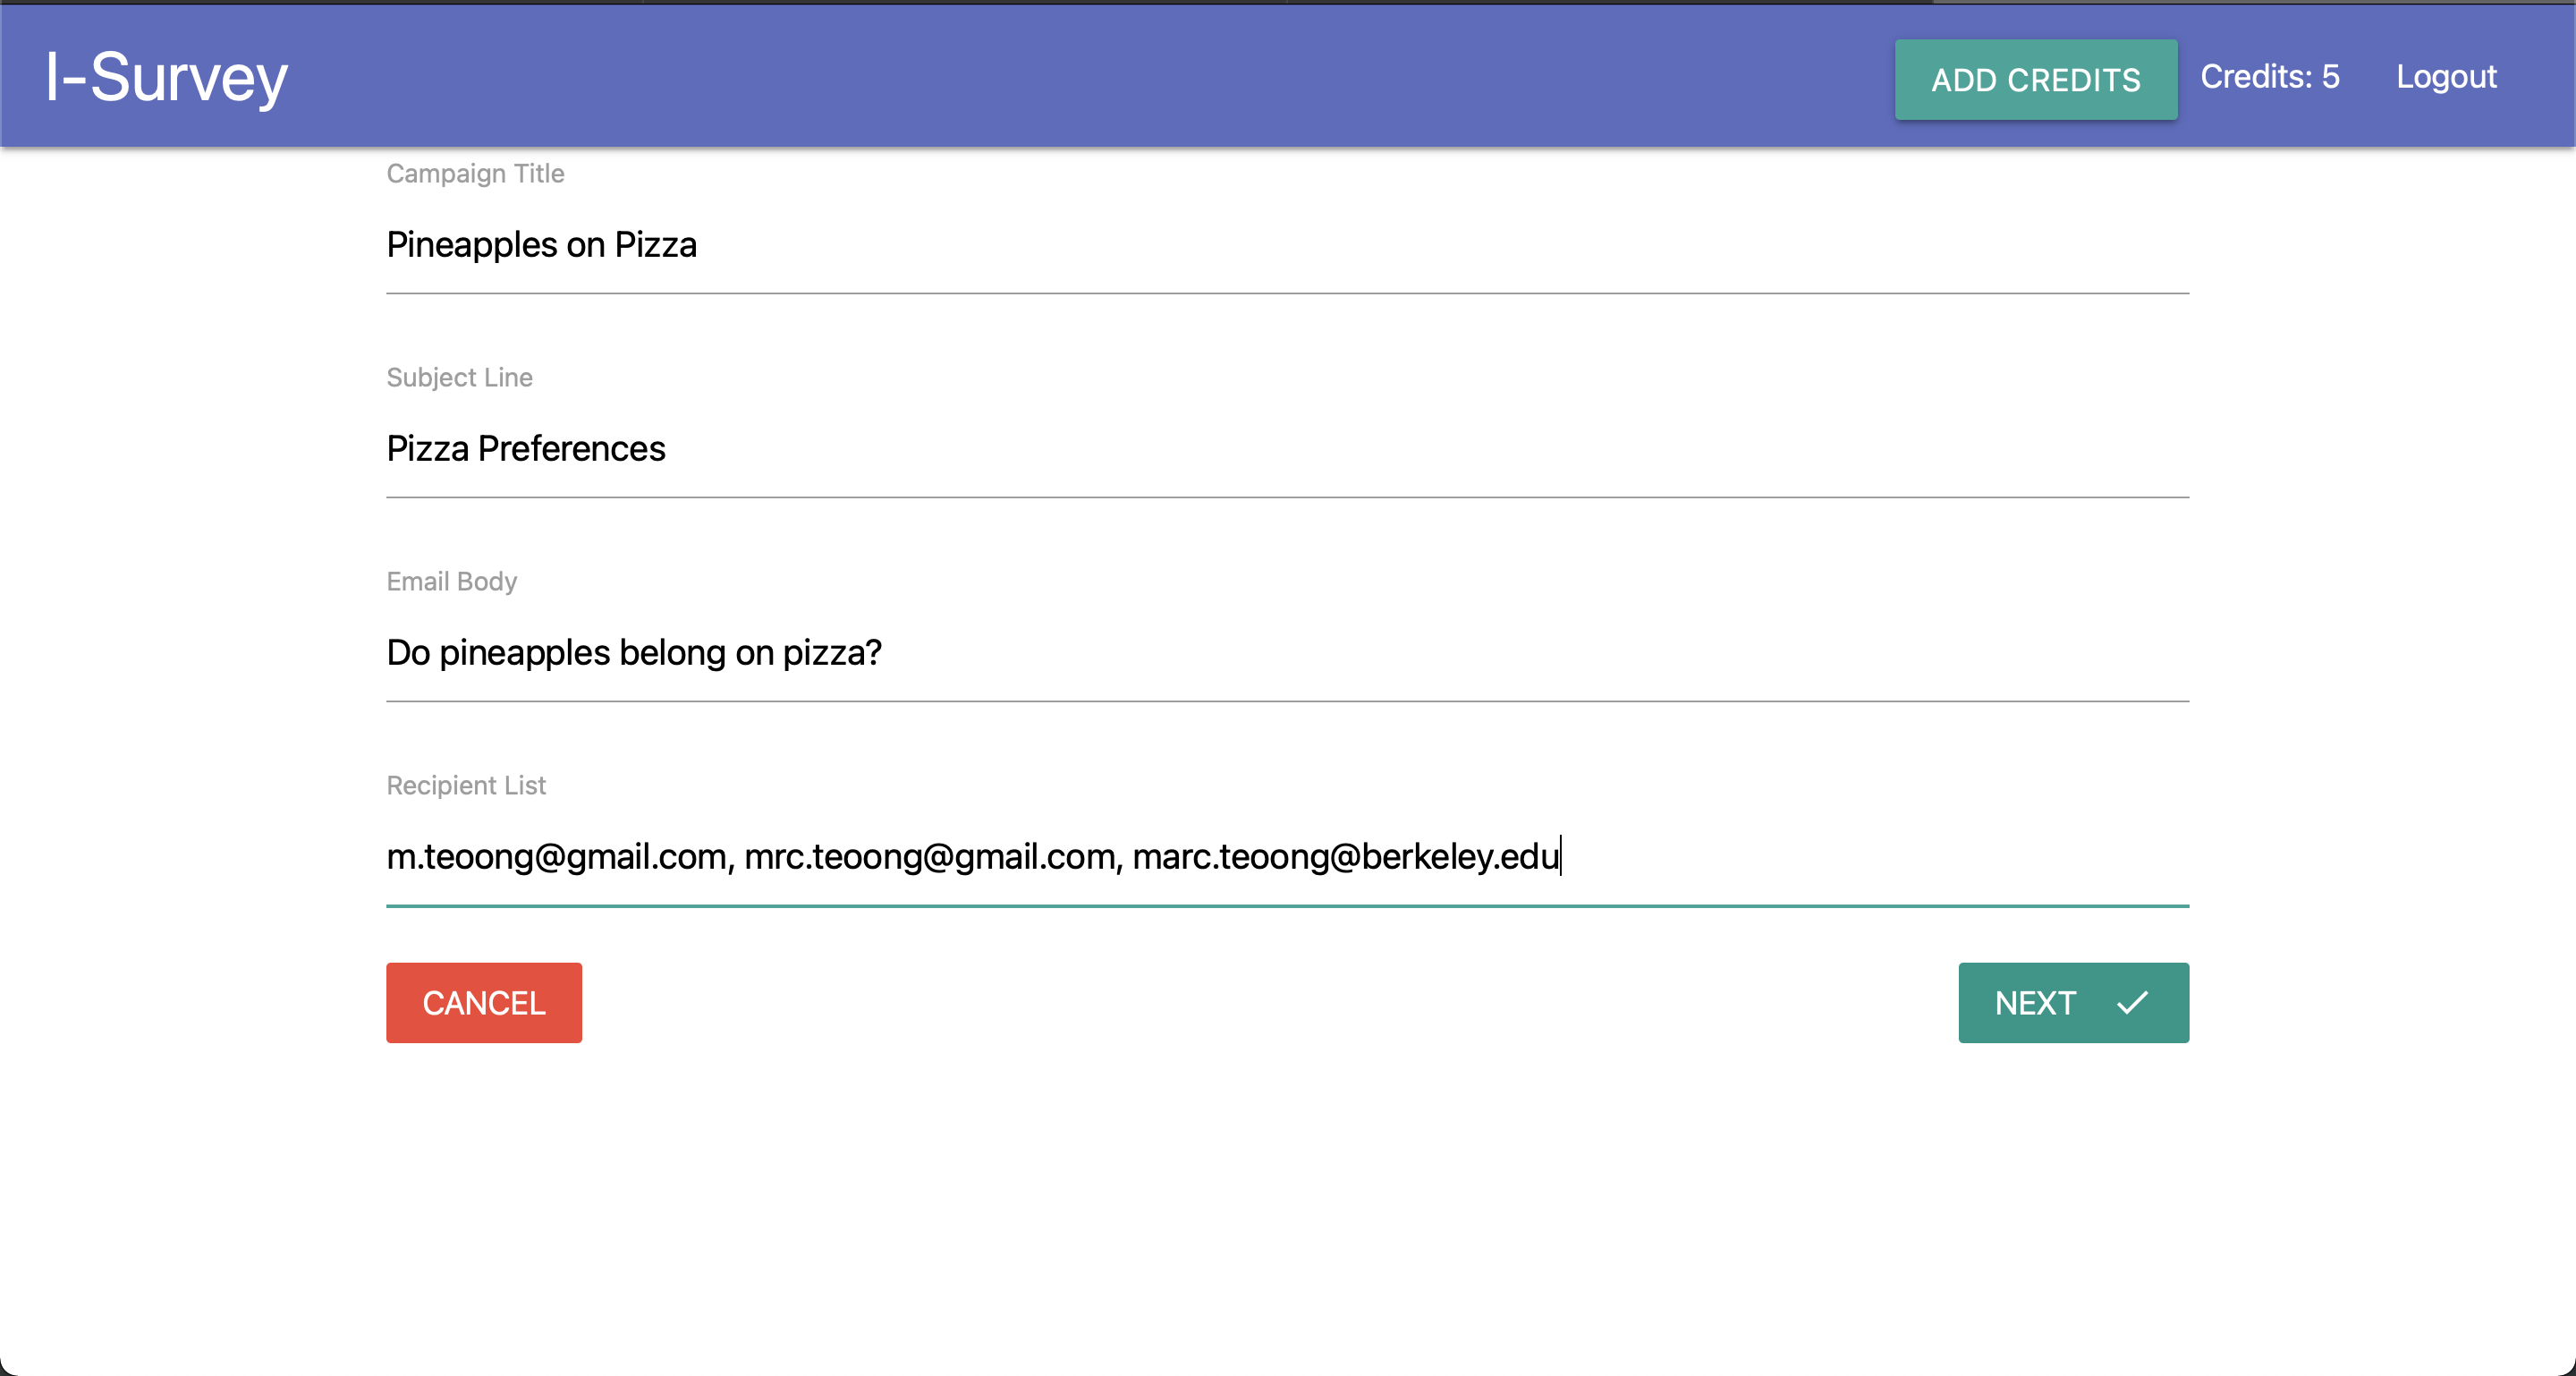 I-Survey
ADD CREDITS
Credits: 5
Logout
Campaign Title
Pineapples on Pizza
Subject Line
Pizza Preferences
Email Body
Do pineapples belong on pizza?
Recipient List
m.teoong@gmail.com, mrc.teoong@gmail.com, marc.teoong@berkeley.edu
CANCEL
NEXT